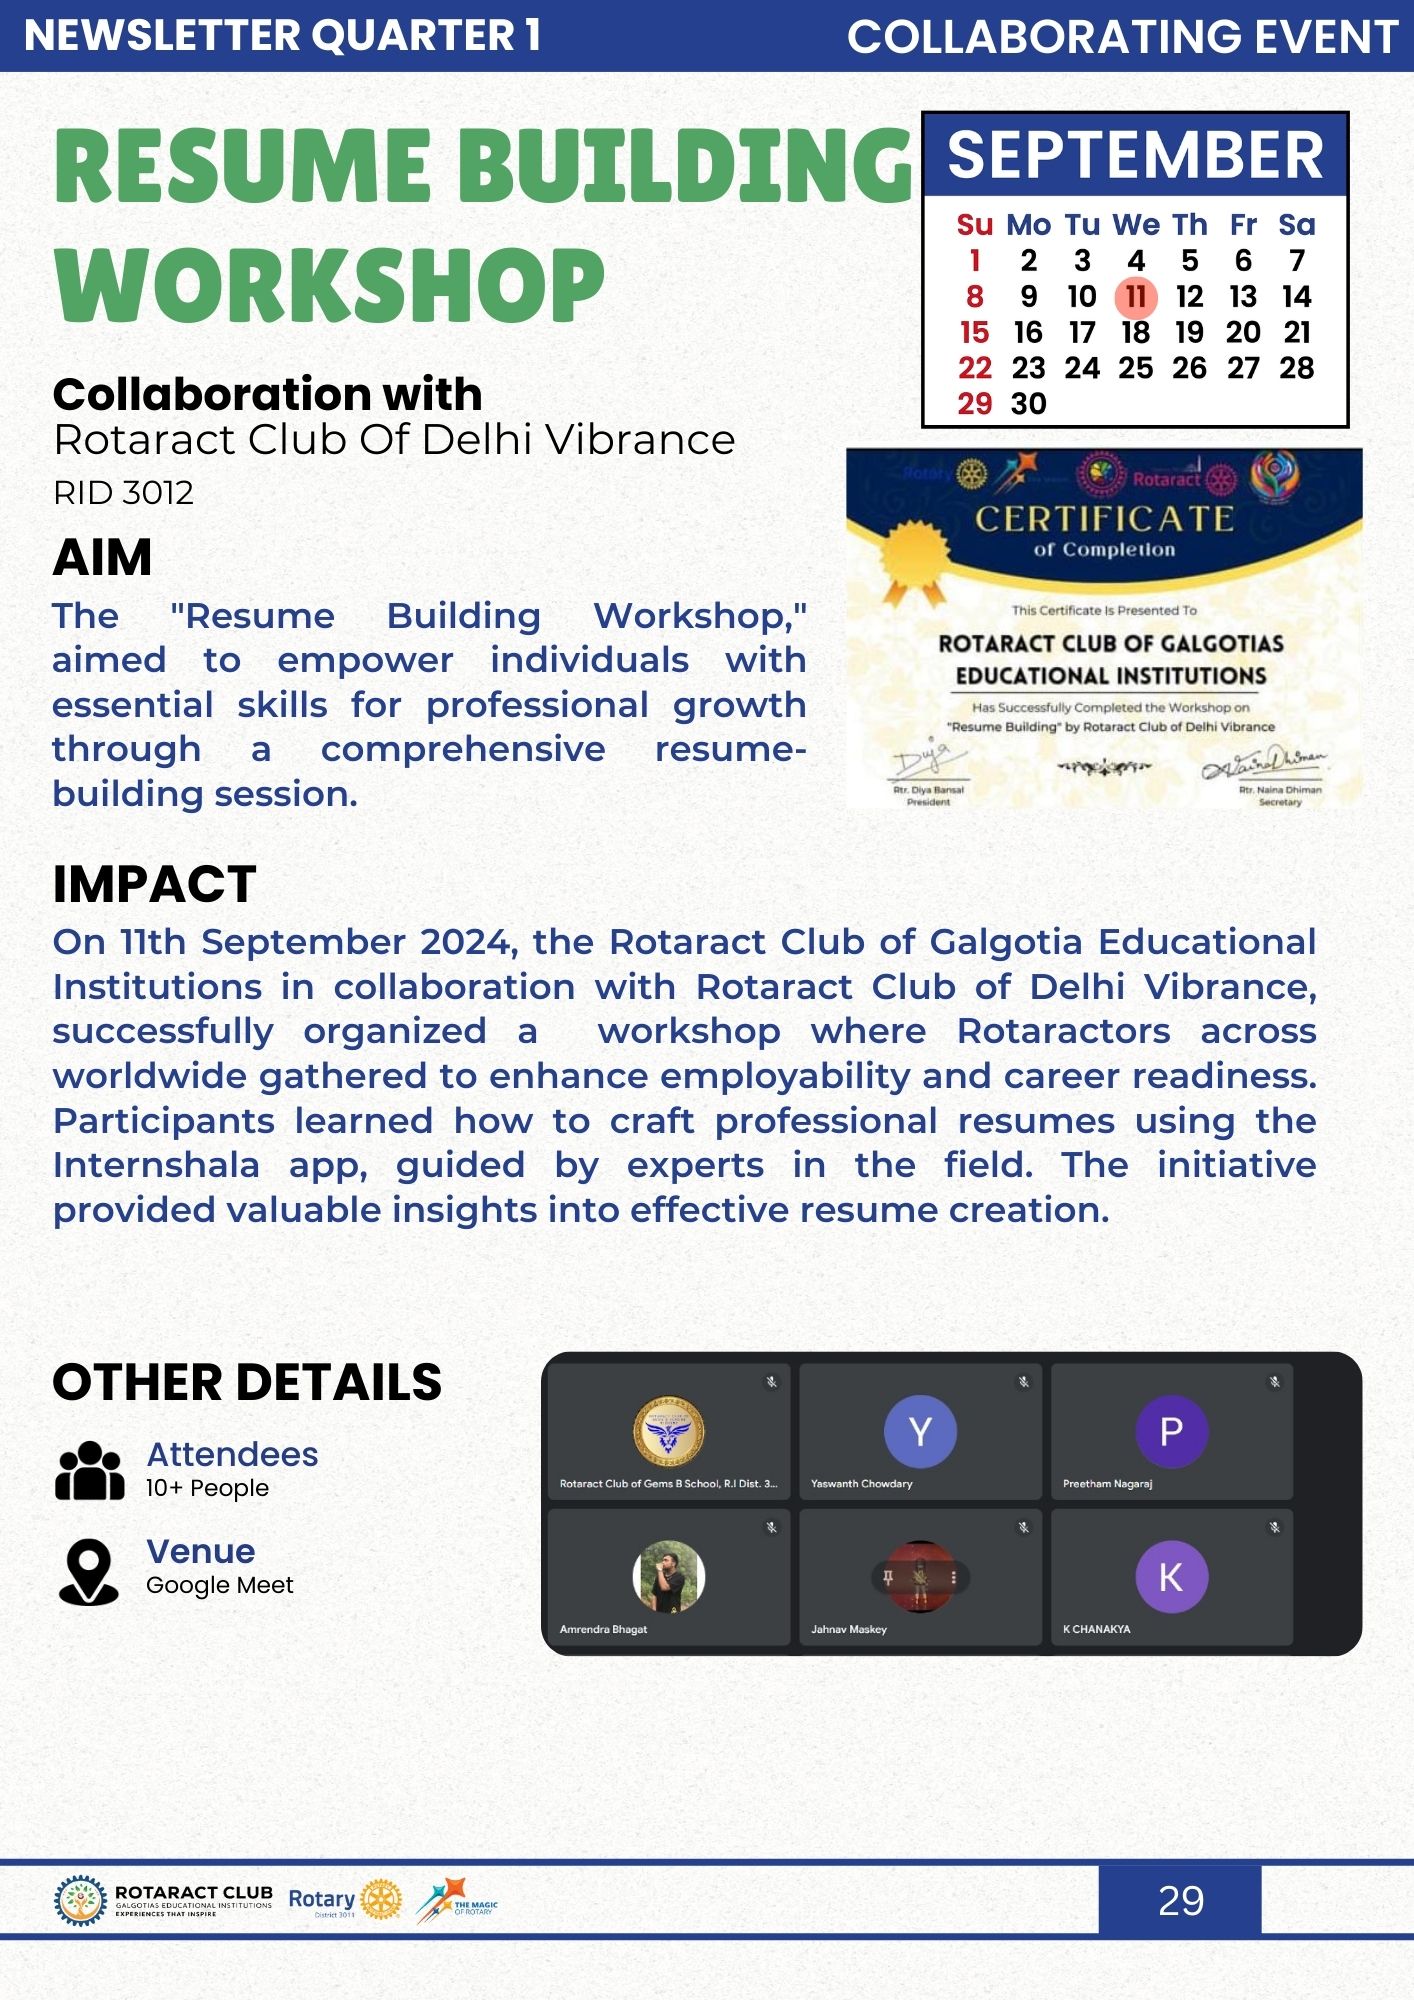 NEWSLETTER QUARTER 1
COLLABORATING EVENT
RESUME BUILDING
WORKSHOP
SEPTEMBER
Su Mo Tu We Th Fr Sa
1 2 3 4 5 6 7
8 9 10 11 12 13 14
15 16 17 18 19 20 21
22 23 24 25 26 27 28
29 30
Collaboration with
Rotaract Club Of Delhi Vibrance
RID 3012
AIM
The "Resume Building Workshop,"
aimed to empower individuals with
essential skills for professional growth
through a comprehensive resume-
building session.
Rotary
Rotaract
CERTIFICATE
of Completion
This Certificate Is Presented To
ROTARACT CLUB OF GALGOTIAS
EDUCATIONAL INSTITUTIONS
Has Successfully Completed the Workshop on
"Resume Building" by Rotaract Club of Delhi Vibrance
Diya
Naina Dhiman
Rtr. Diya Bansal
President
Rtr. Naina Dhiman
Secretary
IMPACT
On 11th September 2024, the Rotaract Club of Galgotia Educational
Institutions in collaboration with Rotaract Club of Delhi Vibrance,
successfully organized a workshop where Rotaractors across
worldwide gathered to enhance employability and career readiness.
Participants learned how to craft professional resumes using the
Internshala app, guided by experts in the field. The initiative
provided valuable insights into effective resume creation.
OTHER DETAILS
Attendees
10+ People
Venue
Google Meet
Rotaract Club of Gems B School, R.I Dist. 3...
Y
Yaswanth Chowdary
P
Preetham Nagaraj
Amrendra Bhagat
Jahnav Maskey
K
K CHANAKYA
ROTARACT CLUB
GALGOTIAS EDUCATIONAL INSTITUTIONS
EXPERIENCES THAT INSPIRE
Rotary
District 3011
THE MAGIC
OF ROTARY
29